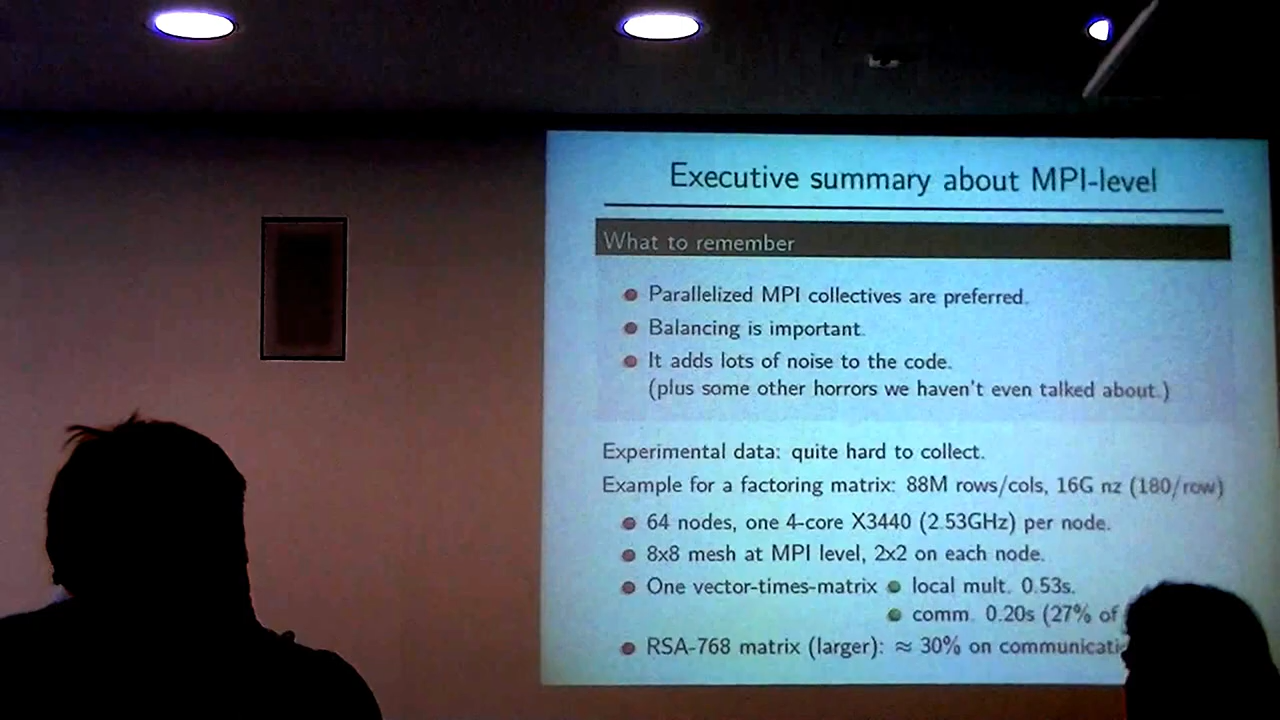 Executive summary about MPI-level
What to remember
Parallelized MPI collectives are preferred.
Balancing is important.
It adds lots of noise to the code.
(plus some other horrors we haven't even talked about.)
Experimental data: quite hard to collect.
Example for a factoring matrix: 88M rows/cols, 16G nz (180/row)
64 nodes, one 4-core X3440 (2.53GHz) per node.
8x8 mesh at MPI level, 2x2 on each node.
One vector-times-matrix local mult. 0.53s.
comm. 0.20s (27% of
RSA-768 matrix (larger): ≈ 30% on